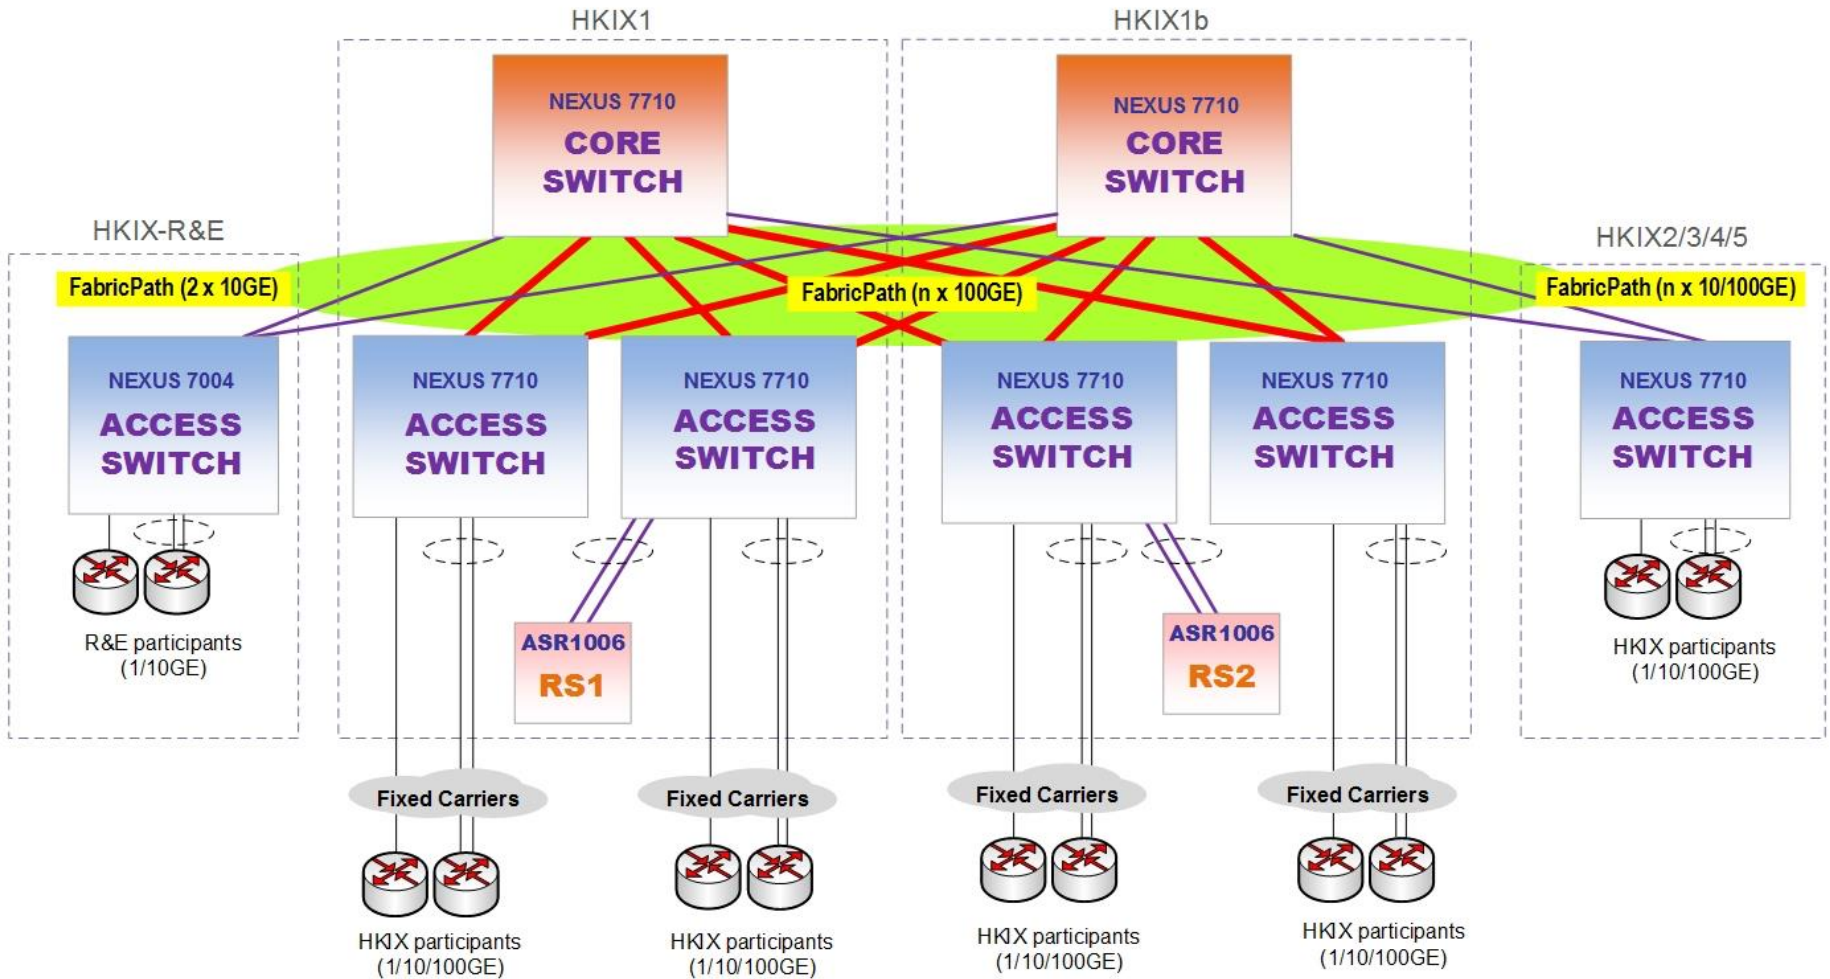 HKIX1
HKIX1b
NEXUS 7710
CORE
SWITCH
NEXUS 7710
CORE
SWITCH
HKIX-R&E
HKIX2/3/4/5
FabricPath (2 x 10GE)
FabricPath (n x 100GE)
FabricPath (n x 10/100GE)
NEXUS 7004
ACCESS
SWITCH
NEXUS 7710
ACCESS
SWITCH
NEXUS 7710
ACCESS
SWITCH
NEXUS 7710
ACCESS
SWITCH
NEXUS 7710
ACCESS
SWITCH
NEXUS 7710
ACCESS
SWITCH
R&E participants
(1/10GE)
ASR1006
RS1
ASR1006
RS2
HKIX participants
(1/10/100GE)
Fixed Carriers
Fixed Carriers
Fixed Carriers
Fixed Carriers
HKIX participants
(1/10/100GE)
HKIX participants
(1/10/100GE)
HKIX participants
(1/10/100GE)
HKIX participants
(1/10/100GE)